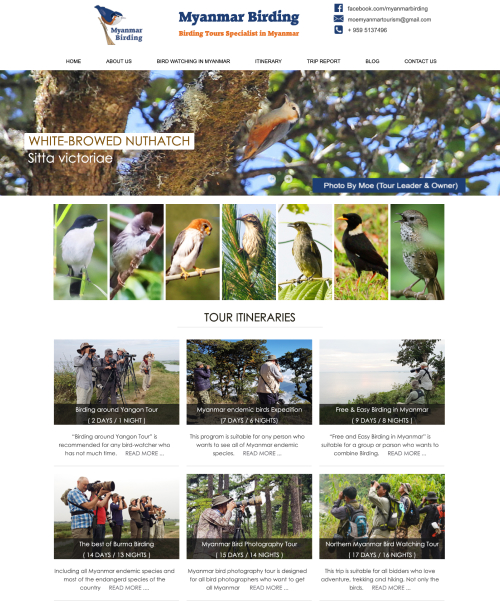 Myanmar
Birding
Myanmar Birding
Birding Tours Specialist in Myanmar
facebook.com/myanmarbirding
moemyanmartourism@gmail.com
+ 959 5137496
HOME ABOUT US BIRD WATCHING IN MYANMAR ITINERARY TRIP REPORT BLOG CONTACT US
WHITE-BROWED NUTHATCH
Sitta victoriae
Photo By Moe (Tour Leader & Owner)
TOUR ITINERARIES
Birding around Yangon Tour
( 2 DAYS / 1 NIGHT )
"Birding around Yangon Tour" is
recommended for any bird-watcher who
has not much time. READ MORE ...
Myanmar endemic birds Expedition
(7 DAYS / 6 NIGHTS)
This program is suitable for any person who
wants to see all of Myanmar endemic
species. READ MORE ...
Free & Easy Birding in Myanmar
( 9 DAYS / 8 NIGHTS )
"Free and Easy Birding in Myanmar" is
suitable for a group or person who wants to
combine Birding. READ MORE ...
The best of Burma Birding
( 14 DAYS / 13 NIGHTS )
Including all Myanmar endemic species and
most of the endangerd species of the
country READ MORE ....
Myanmar Bird Photography Tour
( 15 DAYS / 14 NIGHTS )
Myanmar bird photography tour is designed
for all bird photographers who want to get
all Myanmar READ MORE ...
Northern Myanmar Bird Watching Tour
( 17 DAYS / 16 NIGHTS )
This trip is suitable for all bidders who love
adventure, trekking and hiking. Not only the
birds. READ MORE ...